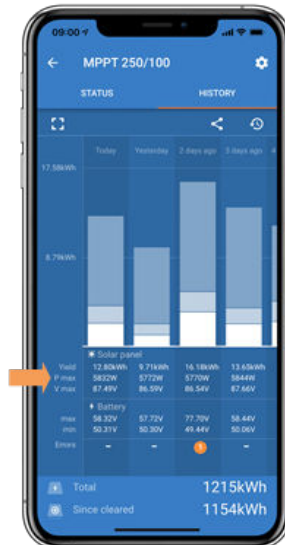 09:00
MPPT 250/100
STATUS HISTORY
Today Yesterday 2 days ago 3 days ago 4
17.58kWh
8.79kWh
Solar panel
Yield 12.80kWh 9.71kWh 16.18kWh 13.65kWh
P max 5832W 5772W 5770W 5844W
V max 87.49V 86.59V 86.54V 87.66V
Battery
max 58.32V 57.72V 77.70V 58.44V
min 50.31V 50.30V 49.44V 50.06V
Errors - - 1 -
Total 1215kWh
Since cleared 1154kWh